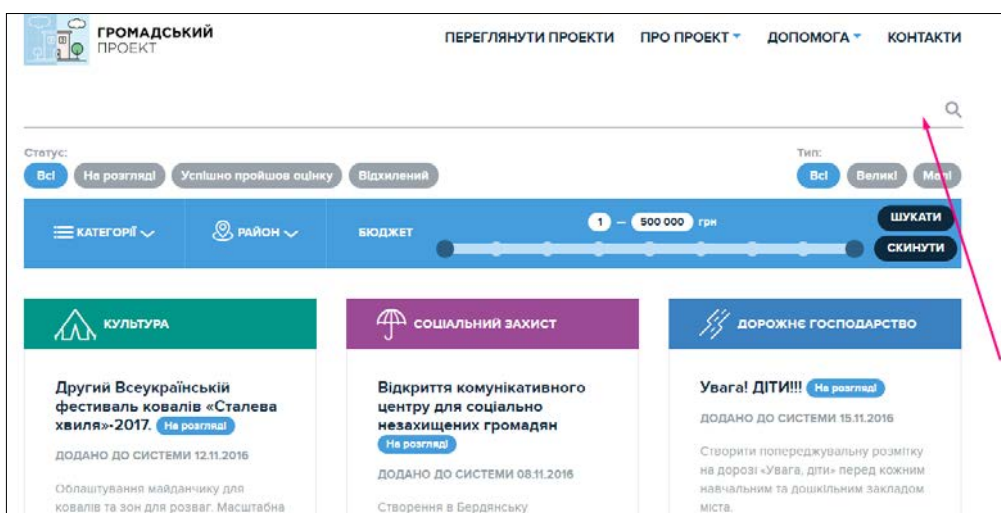 ГРОМАДСЬКИЙ
ПРОЕКТ
ПЕРЕГЛЯНУТИ ПРОЕКТИ ПРО ПРОЕКТ ДОПОМОГА КОНТАКТИ
Статус:
Всі На розгляді Успішно пройшов оцінку Відхилений
Тип:
Всі Великі Малі
КАТЕГОРІЇ РАЙОН БЮДЖЕТ
1 — 500 000 грн
ШУКАТИ
СКИНУТИ
КУЛЬТУРА
Другий Всеукраїнській
фестиваль ковалів «Сталева
хвиля»-2017. На розгляді
ДОДАНО ДО СИСТЕМИ 12.11.2016
Облаштування майданчику для
ковалів та зон для розваг. Масштабна
СОЦІАЛЬНИЙ ЗАХИСТ
Відкриття комунікативного
центру для соціально
незахищених громадян
На розгляді
ДОДАНО ДО СИСТЕМИ 08.11.2016
Створення в Бердянську
ДОРОЖНЄ ГОСПОДАРСТВО
Увага! ДІТИ!!! На розгляді
ДОДАНО ДО СИСТЕМИ 15.11.2016
Створити попереджувальну розмітку
на дорозі «Увага, діти» перед кожним
навчальним та дошкільним закладом
міста.